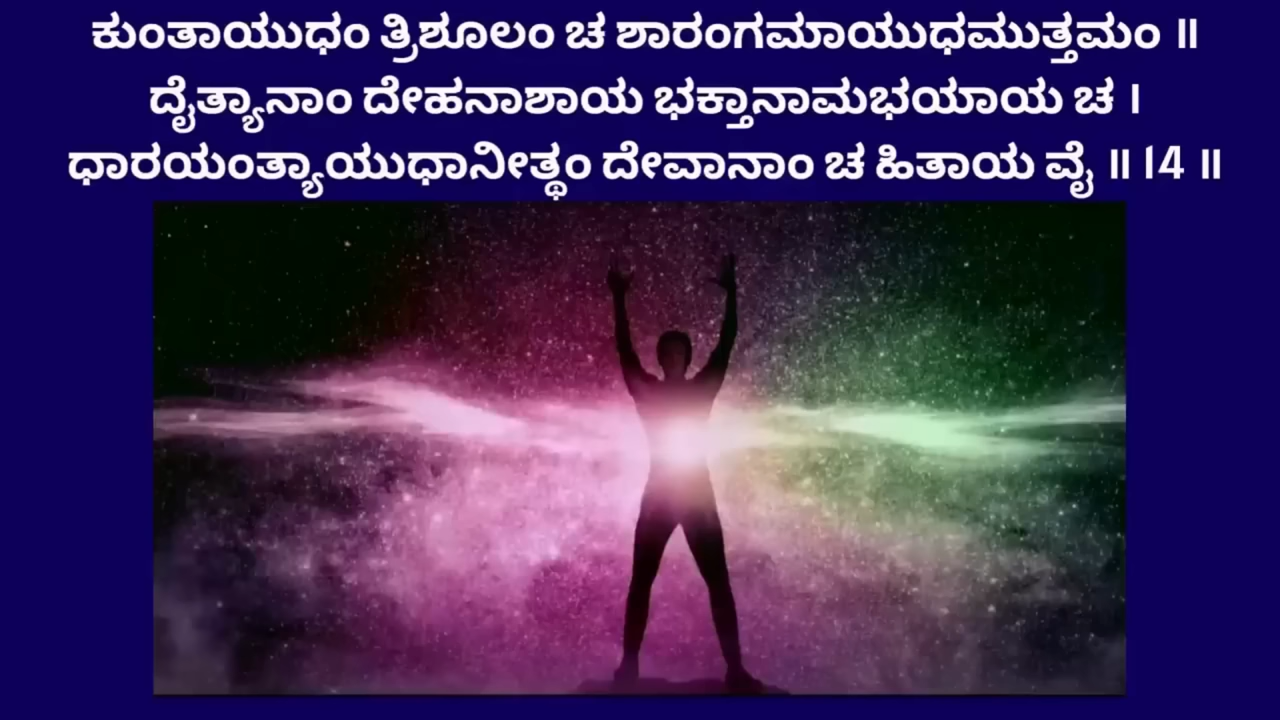 ಕುಂತಾಯುಧಂ ತ್ರಿಶೂಲಂ ಚ ಶಾರಂಗಮಾಯುಧಮುತ್ತಮಂ ॥
ದೈತ್ಯಾನಾಂ ದೇಹನಾಶಾಯ ಭಕ್ತಾನಾಮಭಯಾಯ ಚ ।
ಧಾರಯಂತ್ಯಾಯುಧಾನೀತ್ಥಂ ದೇವಾನಾಂ ಚ ಹಿತಾಯ ವೈ ॥ 14 ॥